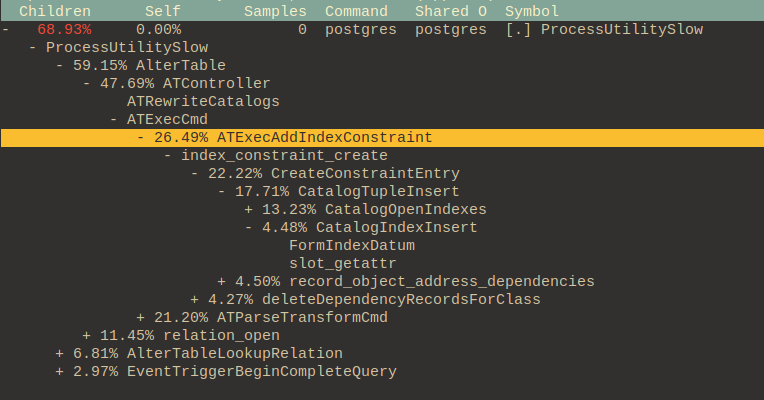 Children      Self       Samples  Command   Shared O  Symbol
-   68.93%     0.00%             0  postgres  postgres  [.] ProcessUtilitySlow
   - ProcessUtilitySlow
      - 59.15% AlterTable
         - 47.69% ATController
              ATRewriteCatalogs
            - ATExecCmd
               - 26.49% ATExecAddIndexConstraint
                  - index_constraint_create
                     - 22.22% CreateConstraintEntry
                        - 17.71% CatalogTupleInsert
                           + 13.23% CatalogOpenIndexes
                           - 4.48% CatalogIndexInsert
                                FormIndexDatum
                                slot_getattr
                        + 4.50% record_object_address_dependencies
                     + 4.27% deleteDependencyRecordsForClass
               + 21.20% ATParseTransformCmd
         + 11.45% relation_open
      + 6.81% AlterTableLookupRelation
      + 2.97% EventTriggerBeginCompleteQuery